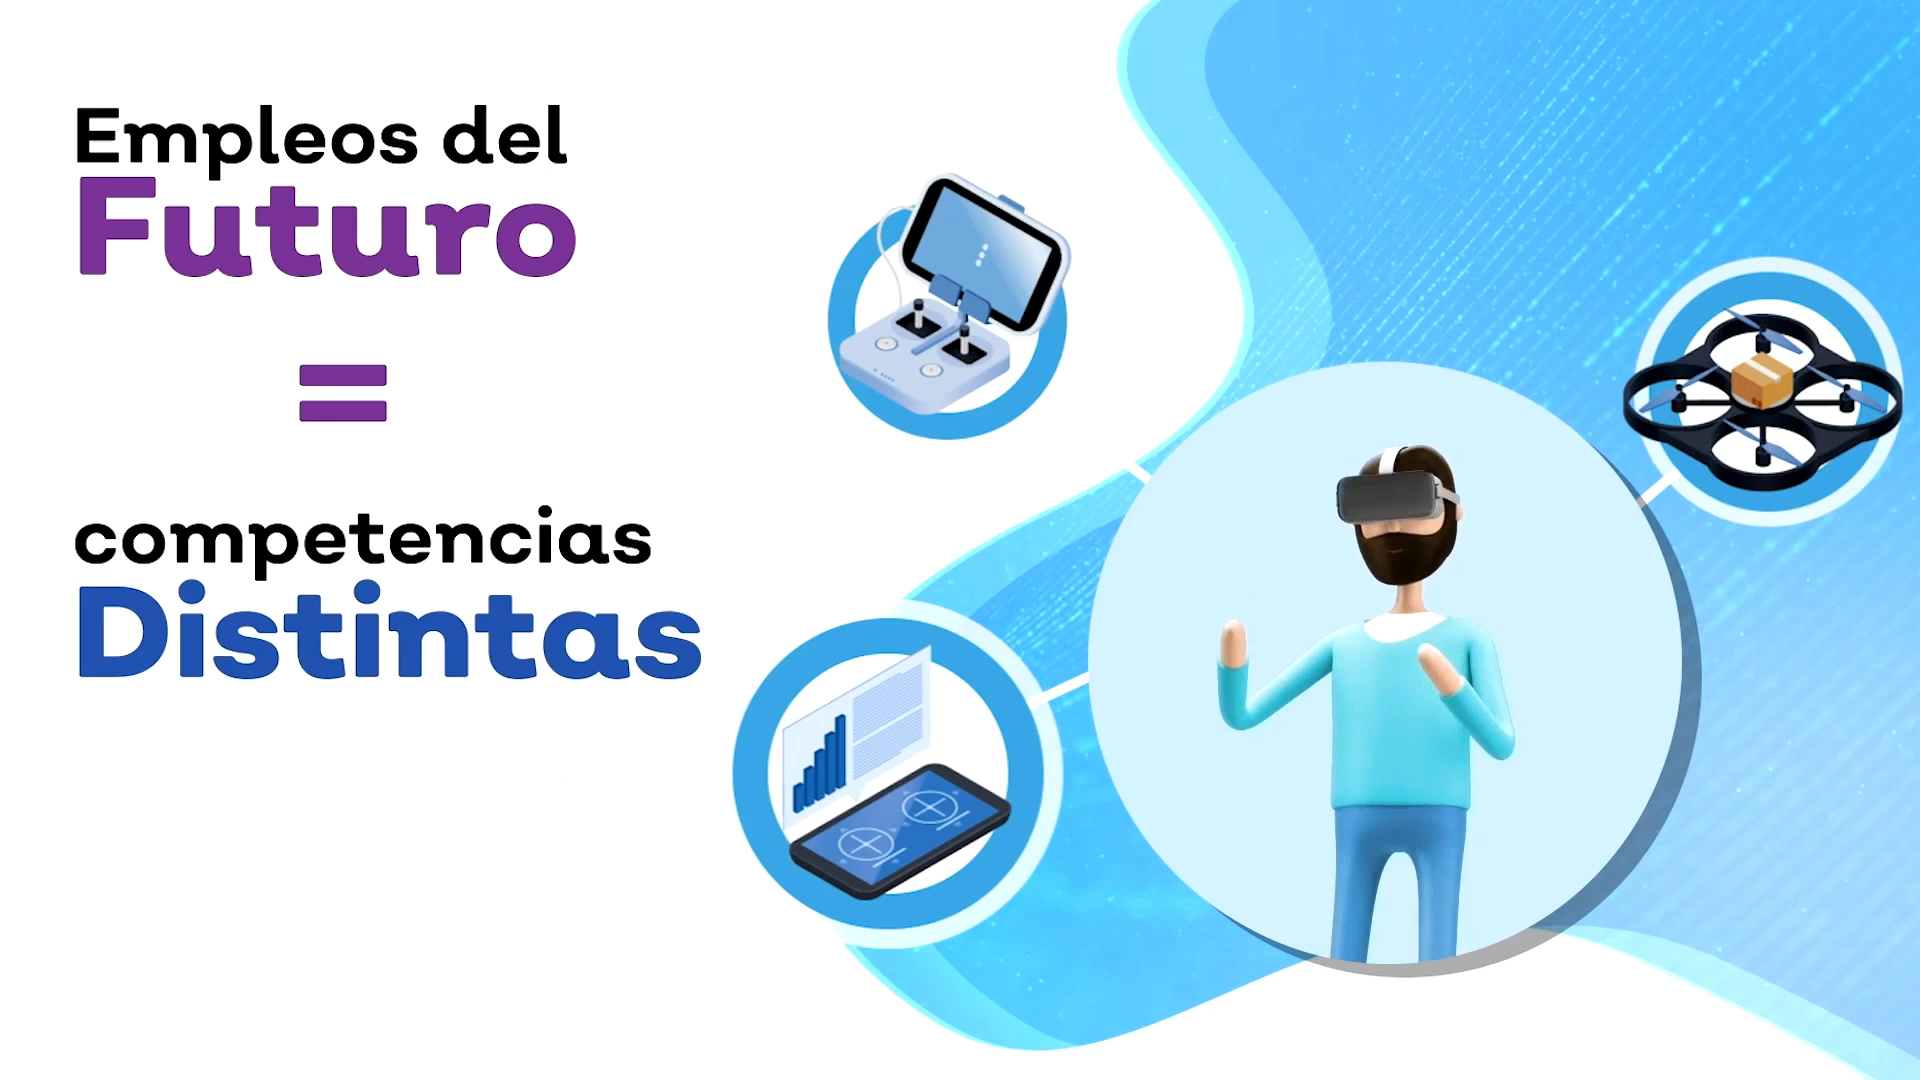 Empleos del
Futuro
=
competencias
Distintas